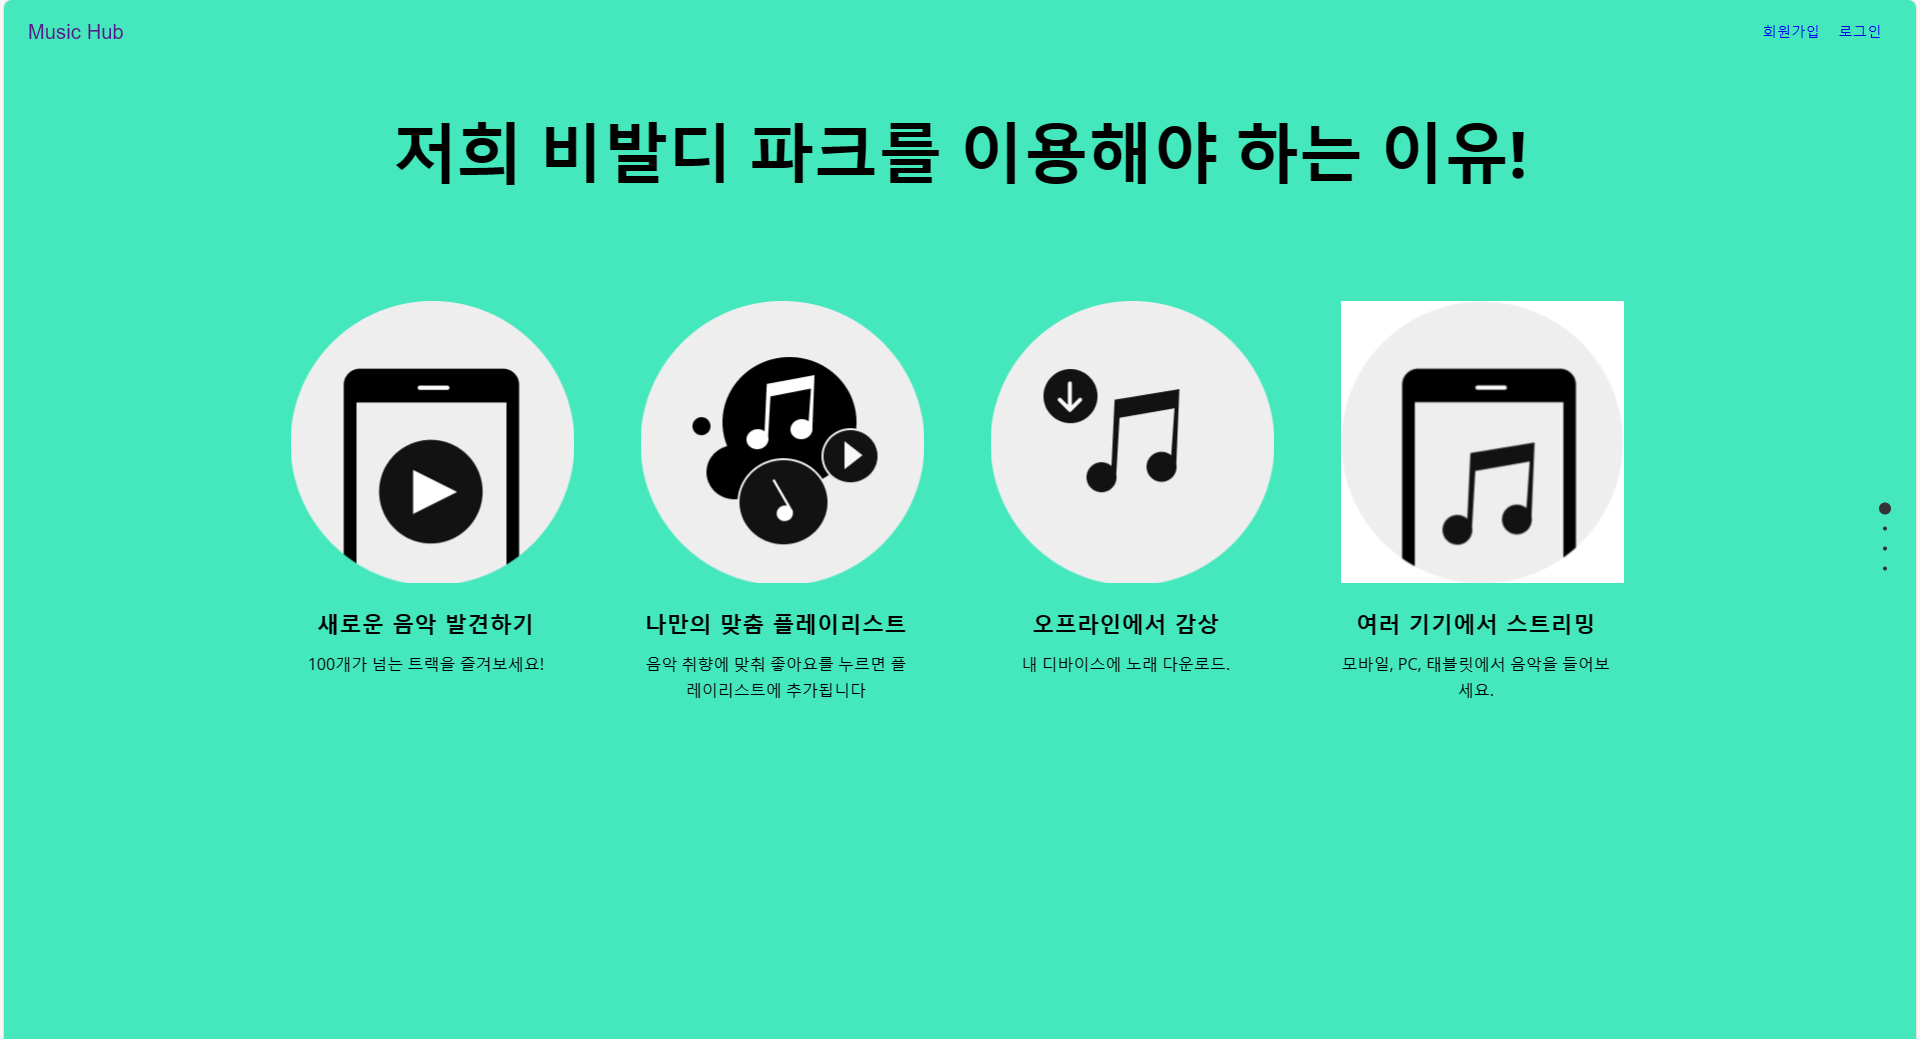 Music Hub
회원가입 로그인
저희 비발디 파크를 이용해야 하는 이유!
새로운 음악 발견하기
100개가 넘는 트랙을 즐겨보세요!
나만의 맞춤 플레이리스트
음악 취향에 맞춰 좋아요를 누르면 플
레이리스트에 추가됩니다
오프라인에서 감상
내 디바이스에 노래 다운로드.
여러 기기에서 스트리밍
모바일, PC, 태블릿에서 음악을 들어보
세요.